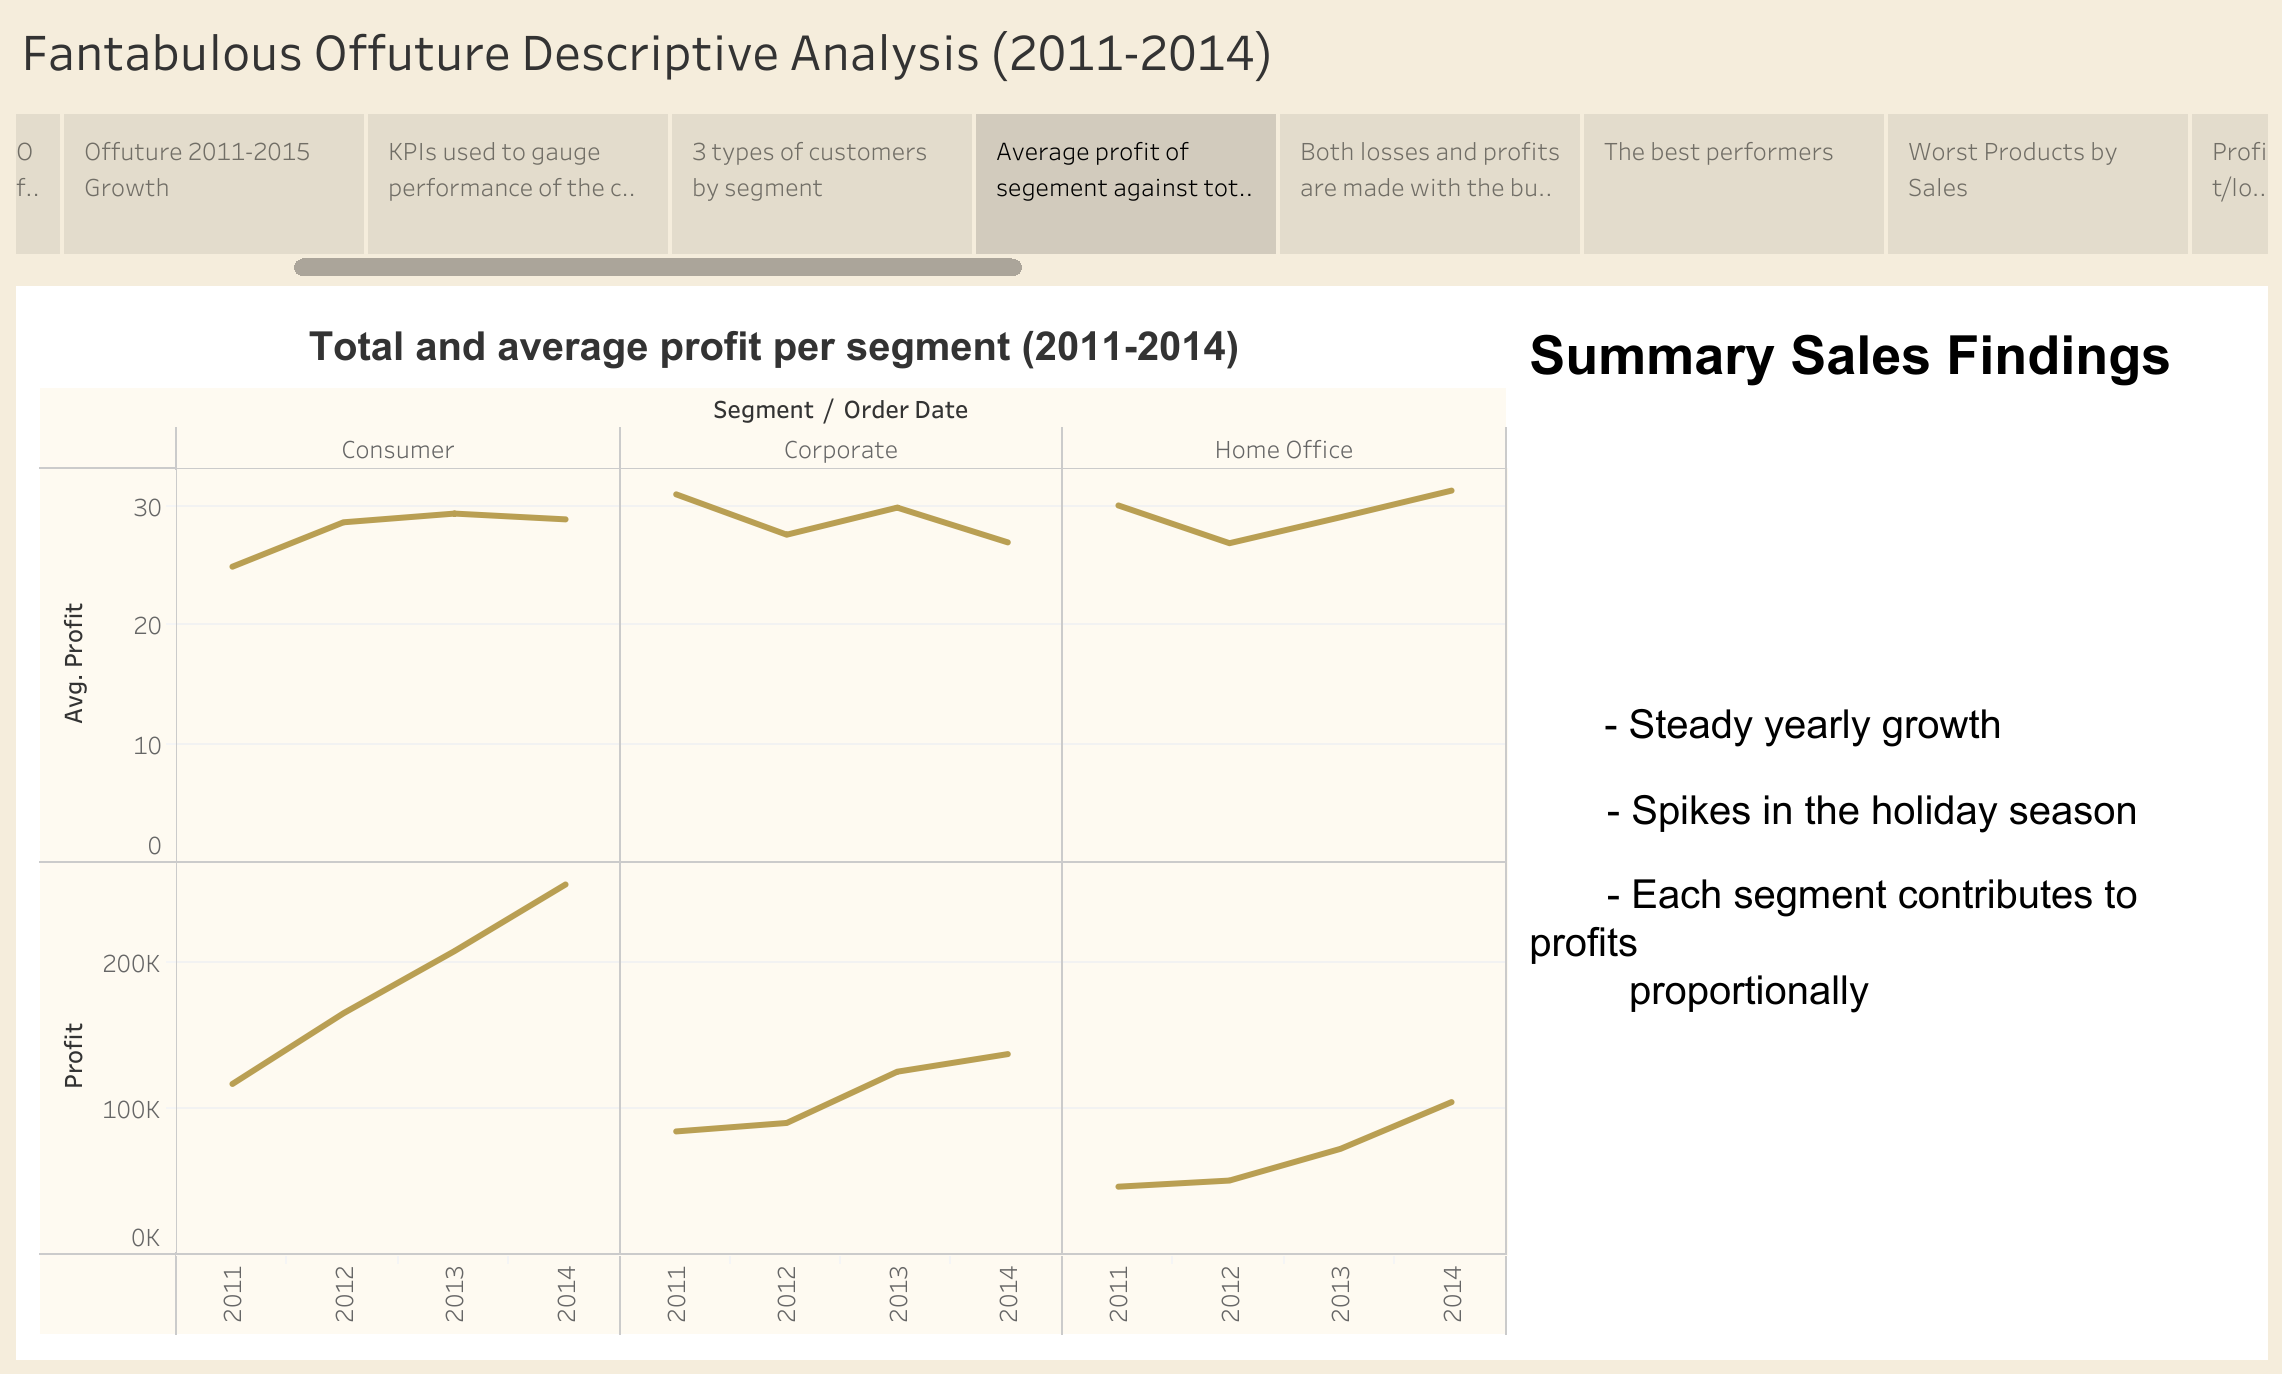 Fantabulous Offuture Descriptive Analysis (2011-2014)
O
f..
Offuture 2011-2015
Growth
KPIs used to gauge
performance of the c..
3 types of customers
by segment
Average profit of
segement against tot..
Both losses and profits
are made with the bu..
The best performers
Worst Products by
Sales
Profi
t/lo..
Total and average profit per segment (2011-2014)
Segment / Order Date
Consumer
Corporate
Home Office
Avg. Profit
30
20
10
0
Profit
200K
100K
0K
2011
2012
2013
2014
2011
2012
2013
2014
2011
2012
2013
2014
Summary Sales Findings
- Steady yearly growth
- Spikes in the holiday season
- Each segment contributes to
profits
proportionally